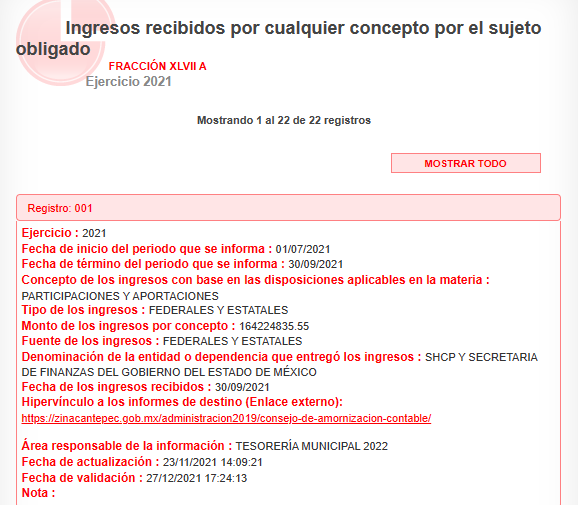 Ingresos recibidos por cualquier concepto por el sujeto
obligado
FRACCIÓN XLVII A
Ejercicio 2021
Mostrando 1 al 22 de 22 registros
MOSTRAR TODO
Registro: 001
Ejercicio : 2021
Fecha de inicio del periodo que se informa : 01/07/2021
Fecha de término del periodo que se informa : 30/09/2021
Concepto de los ingresos con base en las disposiciones aplicables en la materia :
PARTICIPACIONES Y APORTACIONES
Tipo de los ingresos : FEDERALES Y ESTATALES
Monto de los ingresos por concepto : 164224835.55
Fuente de los ingresos : FEDERALES Y ESTATALES
Denominación de la entidad o dependencia que entregó los ingresos : SHCP Y SECRETARIA
DE FINANZAS DEL GOBIERNO DEL ESTADO DE MÉXICO
Fecha de los ingresos recibidos : 30/09/2021
Hipervínculo a los informes de destino (Enlace externo):
https://zinacantepec.gob.mx/administracion2019/consejo-de-amornizacion-contable/
Área responsable de la información : TESORERÍA MUNICIPAL 2022
Fecha de actualización : 23/11/2021 14:09:21
Fecha de validación : 27/12/2021 17:24:13
Nota :